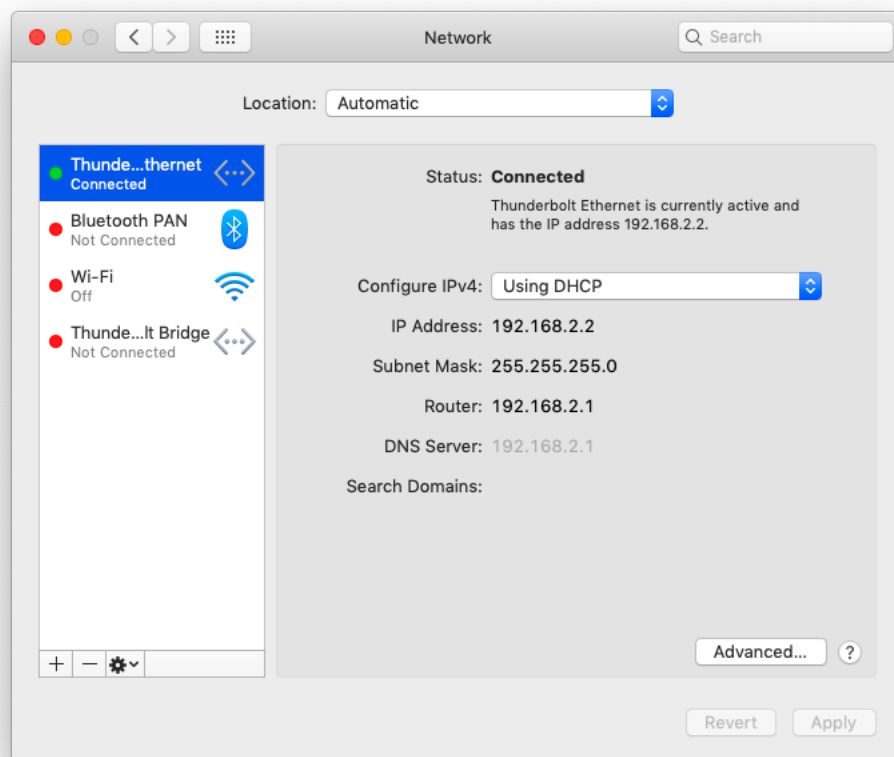 Network
Search
Location: Automatic
Thunde...thernet
Connected
Bluetooth PAN
Not Connected
Wi-Fi
Off
Thunde...lt Bridge
Not Connected
Status: Connected
Thunderbolt Ethernet is currently active and
has the IP address 192.168.2.2.
Configure IPv4: Using DHCP
IP Address: 192.168.2.2
Subnet Mask: 255.255.255.0
Router: 192.168.2.1
DNS Server: 192.168.2.1
Search Domains:
Advanced... ?
Revert Apply